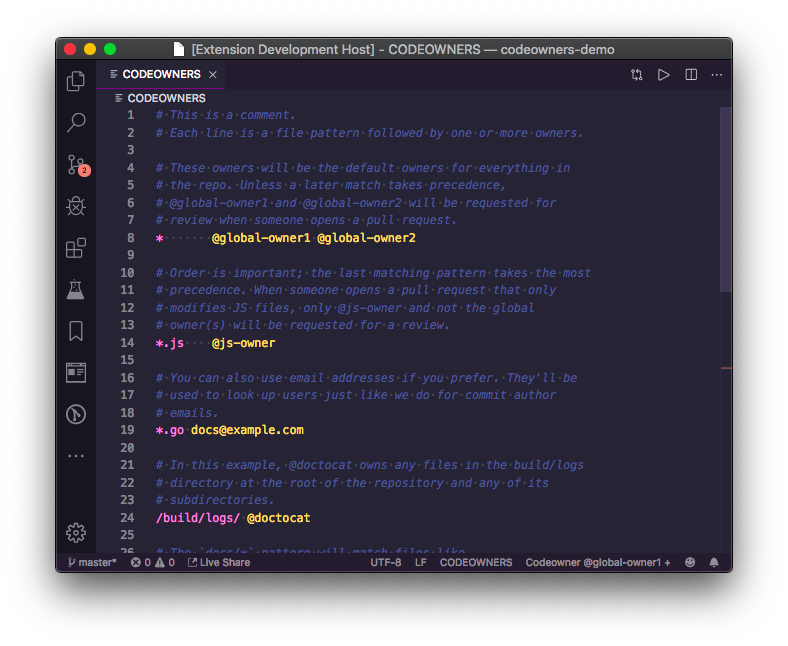 [Extension Development Host] - CODEOWNERS — codeowners-demo
CODEOWNERS
CODEOWNERS
1 # This is a comment.
2 # Each line is a file pattern followed by one or more owners.
3
4 # These owners will be the default owners for everything in
5 # the repo. Unless a later match takes precedence,
6 # @global-owner1 and @global-owner2 will be requested for
7 # review when someone opens a pull request.
8 * @global-owner1 @global-owner2
9
10 # Order is important; the last matching pattern takes the most
11 # precedence. When someone opens a pull request that only
12 # modifies JS files, only @js-owner and not the global
13 # owner(s) will be requested for a review.
14 *.js @js-owner
15
16 # You can also use email addresses if you prefer. They'll be
17 # used to look up users just like we do for commit author
18 # emails.
19 *.go docs@example.com
20
21 # In this example, @doctocat owns any files in the build/logs
22 # directory at the root of the repository and any of its
23 # subdirectories.
24 /build/logs/ @doctocat
25
26 # The `docs/*` pattern will match files like
2
master* 0 0 Live Share UTF-8 LF CODEOWNERS Codeowner @global-owner1 +